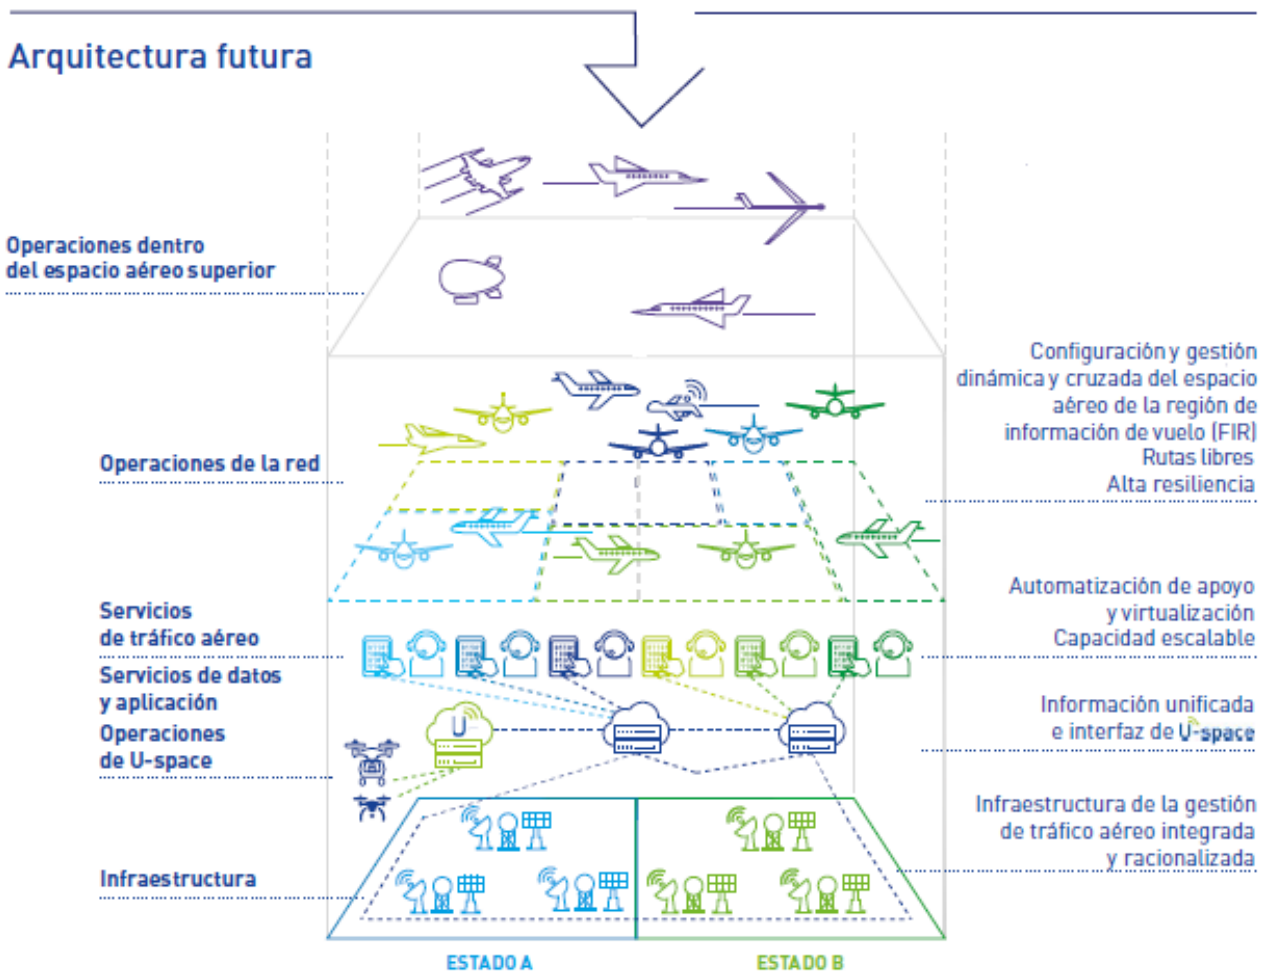 Arquitectura futura
Operaciones dentro
del espacio aéreo superior
Configuración y gestión
dinámica y cruzada del espacio
aéreo de la región de
información de vuelo (FIR)
Rutas libres
Alta resiliencia
Operaciones de la red
Servicios
de tráfico aéreo
Automatización de apoyo
y virtualización
Capacidad escalable
Servicios de datos
y aplicación
Operaciones
de U-space
U
Información unificada
e interfaz de U-space
Infraestructura de la gestión
de tráfico aéreo integrada
y racionalizada
Infraestructura
ESTADO A
ESTADO B